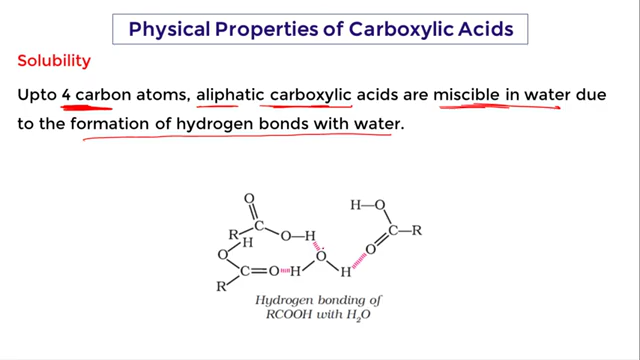 Physical Properties of Carboxylic Acids
Solubility
Upto 4 carbon atoms, aliphatic carboxylic acids are miscible in water due
to the formation of hydrogen bonds with water.
O
H—O
R
C
O—H
C—R
H
O
O
O
C=O
H
H
R
Hydrogen bonding of
RCOOH with H₂O